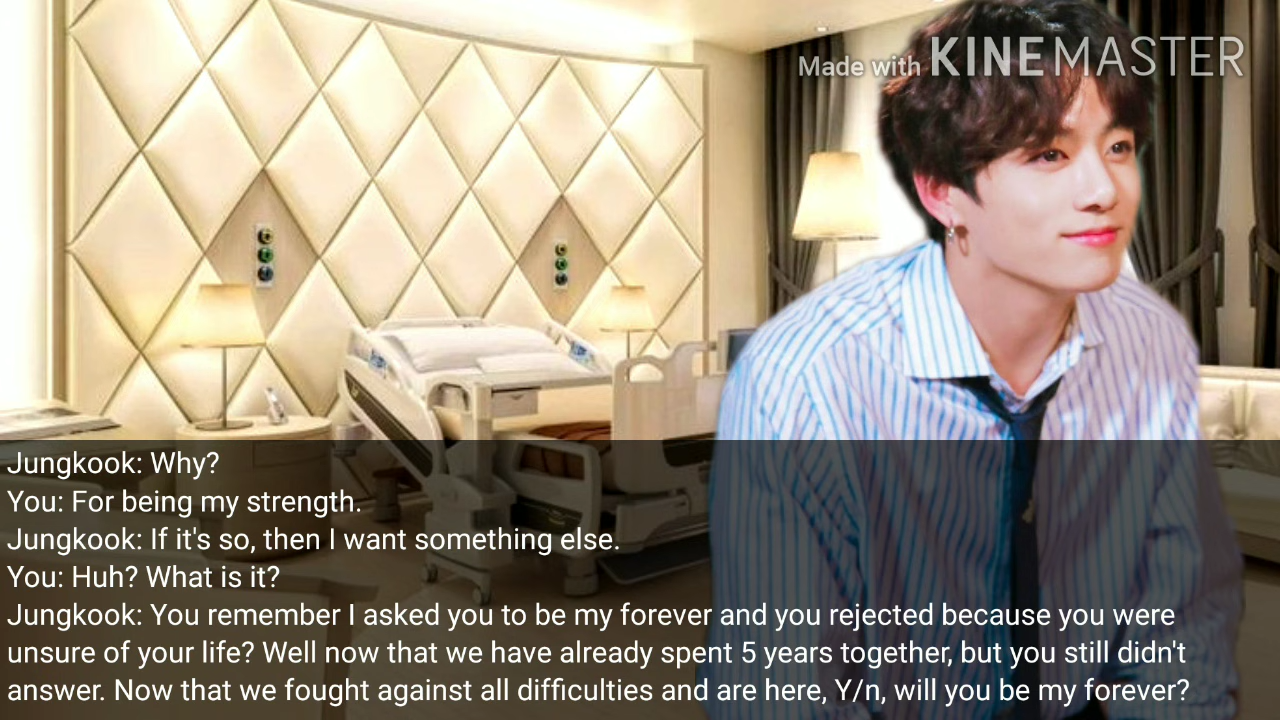 Made with KINEMASTER
Jungkook: Why?
You: For being my strength.
Jungkook: If it's so, then I want something else.
You: Huh? What is it?
Jungkook: You remember I asked you to be my forever and you rejected because you were
unsure of your life? Well now that we have already spent 5 years together, but you still didn't
answer. Now that we fought against all difficulties and are here, Y/n, will you be my forever?